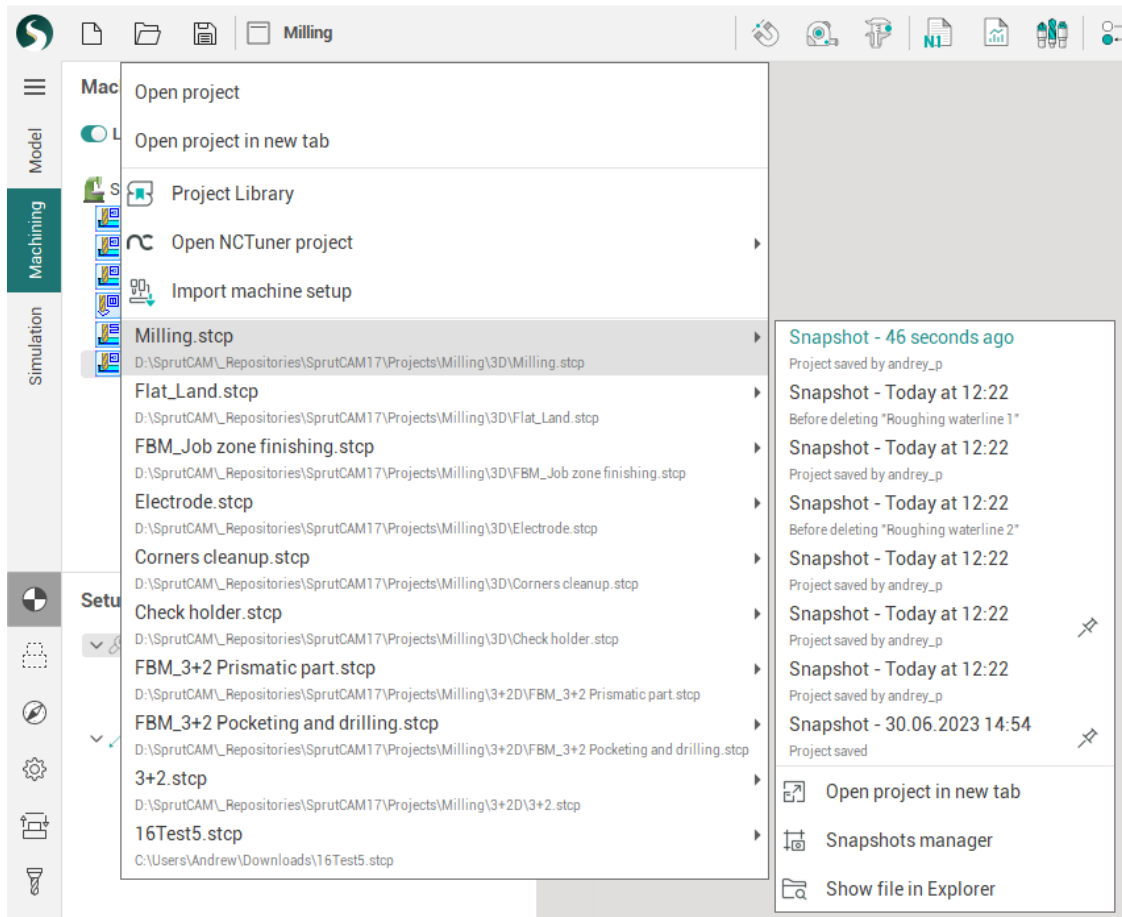 Milling
N1
Mac
Open project
L
Open project in new tab
Model
S
Project Library
Machining
Open NCTuner project
Import machine setup
Simulation
Milling.stcp
D:\SprutCAM\_Repositories\SprutCAM17\Projects\Milling\3D\Milling.stcp
Flat_Land.stcp
D:\SprutCAM\_Repositories\SprutCAM17\Projects\Milling\3D\Flat_Land.stcp
FBM_Job zone finishing.stcp
D:\SprutCAM\_Repositories\SprutCAM17\Projects\Milling\3D\FBM_Job zone finishing.stcp
Electrode.stcp
D:\SprutCAM\_Repositories\SprutCAM17\Projects\Milling\3D\Electrode.stcp
Corners cleanup.stcp
D:\SprutCAM\_Repositories\SprutCAM17\Projects\Milling\3D\Corners cleanup.stcp
Setu
Check holder.stcp
D:\SprutCAM\_Repositories\SprutCAM17\Projects\Milling\3D\Check holder.stcp
FBM_3+2 Prismatic part.stcp
D:\SprutCAM\_Repositories\SprutCAM17\Projects\Milling\3+2D\FBM_3+2 Prismatic part.stcp
FBM_3+2 Pocketing and drilling.stcp
D:\SprutCAM\_Repositories\SprutCAM17\Projects\Milling\3+2D\FBM_3+2 Pocketing and drilling.stcp
3+2.stcp
D:\SprutCAM\_Repositories\SprutCAM17\Projects\Milling\3+2D\3+2.stcp
16Test5.stcp
C:\Users\Andrew\Downloads\16Test5.stcp
Snapshot - 46 seconds ago
Project saved by andrey_p
Snapshot - Today at 12:22
Before deleting "Roughing waterline 1"
Snapshot - Today at 12:22
Project saved by andrey_p
Snapshot - Today at 12:22
Before deleting "Roughing waterline 2"
Snapshot - Today at 12:22
Project saved by andrey_p
Snapshot - Today at 12:22
Project saved by andrey_p
Snapshot - Today at 12:22
Project saved by andrey_p
Snapshot - 30.06.2023 14:54
Project saved
Open project in new tab
Snapshots manager
Show file in Explorer